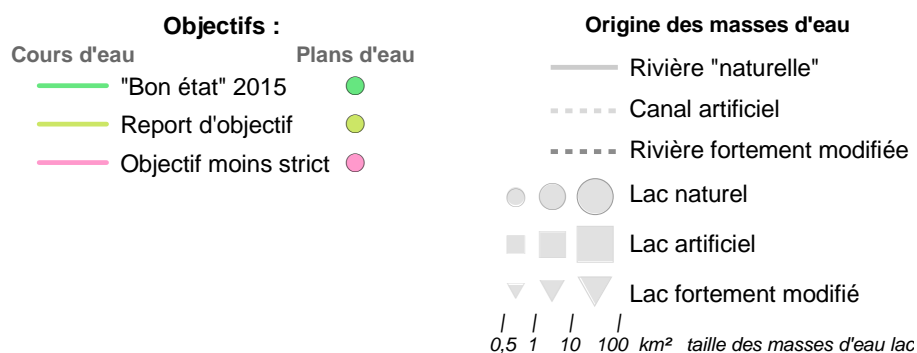 Objectifs :
Cours d'eau Plans d'eau
"Bon état" 2015
Report d'objectif
Objectif moins strict
Origine des masses d'eau
Rivière "naturelle"
Canal artificiel
Rivière fortement modifiée
Lac naturel
Lac artificiel
Lac fortement modifié
0,5 1 10 100 km² taille des masses d'eau lac